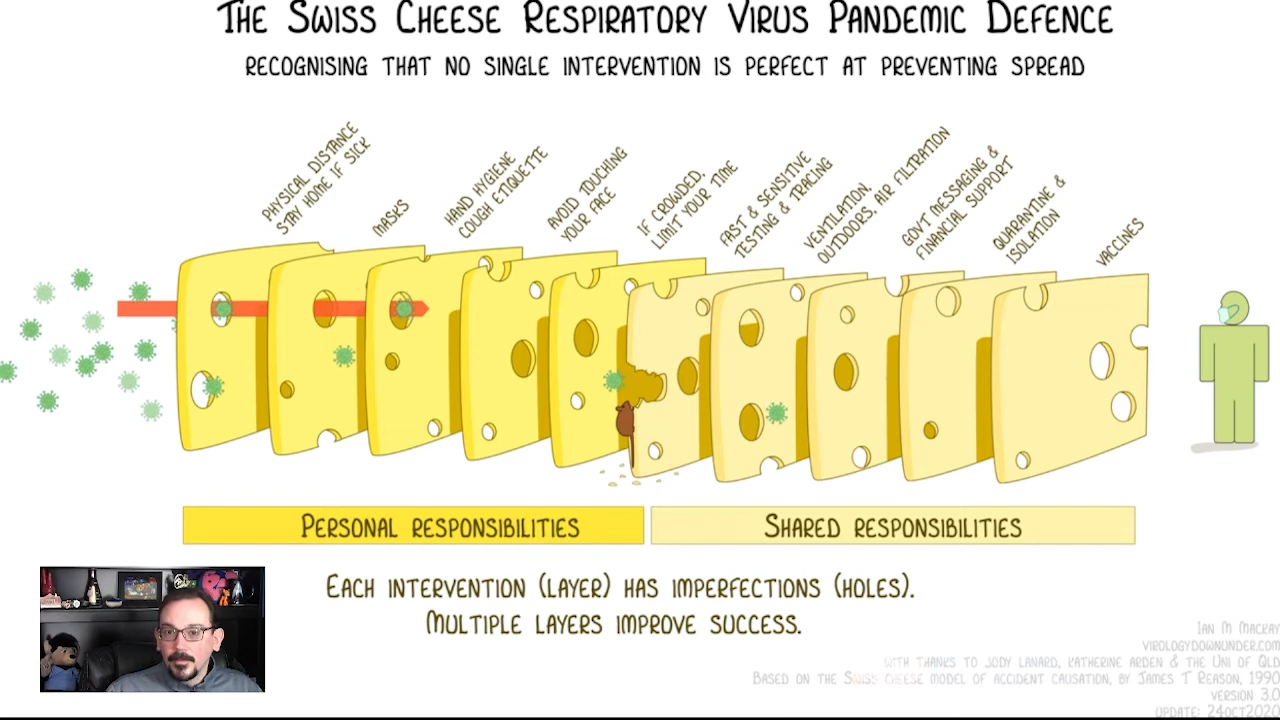 THE SWISS CHEESE RESPIRATORY VIRUS PANDEMIC DEFENCE
RECOGNISING THAT NO SINGLE INTERVENTION IS PERFECT AT PREVENTING SPREAD
PHYSICAL DISTANCE
STAY HOME IF SICK
MASKS
HAND HYGIENE
COUGH ETIQUETTE
AVOID TOUCHING
YOUR FACE
IF CROWDED,
LIMIT YOUR TIME
FAST & SENSITIVE
TESTING & TRACING
VENTILATION,
OUTDOORS, AIR FILTRATION
GOVT MESSAGING &
FINANCIAL SUPPORT
QUARANTINE &
ISOLATION
VACCINES
PERSONAL RESPONSIBILITIES
SHARED RESPONSIBILITIES
EACH INTERVENTION (LAYER) HAS IMPERFECTIONS (HOLES).
MULTIPLE LAYERS IMPROVE SUCCESS.
IAN M MACKAY
VIROLOGYDOWNUNDER.COM
WITH THANKS TO JODY LANARD, KATHERINE ARDEN & THE UNI OF QLD
BASED ON THE SWISS CHEESE MODEL OF ACCIDENT CAUSATION, BY JAMES T REASON, 1990
VERSION 3.0
UPDATE: 24OCT2020